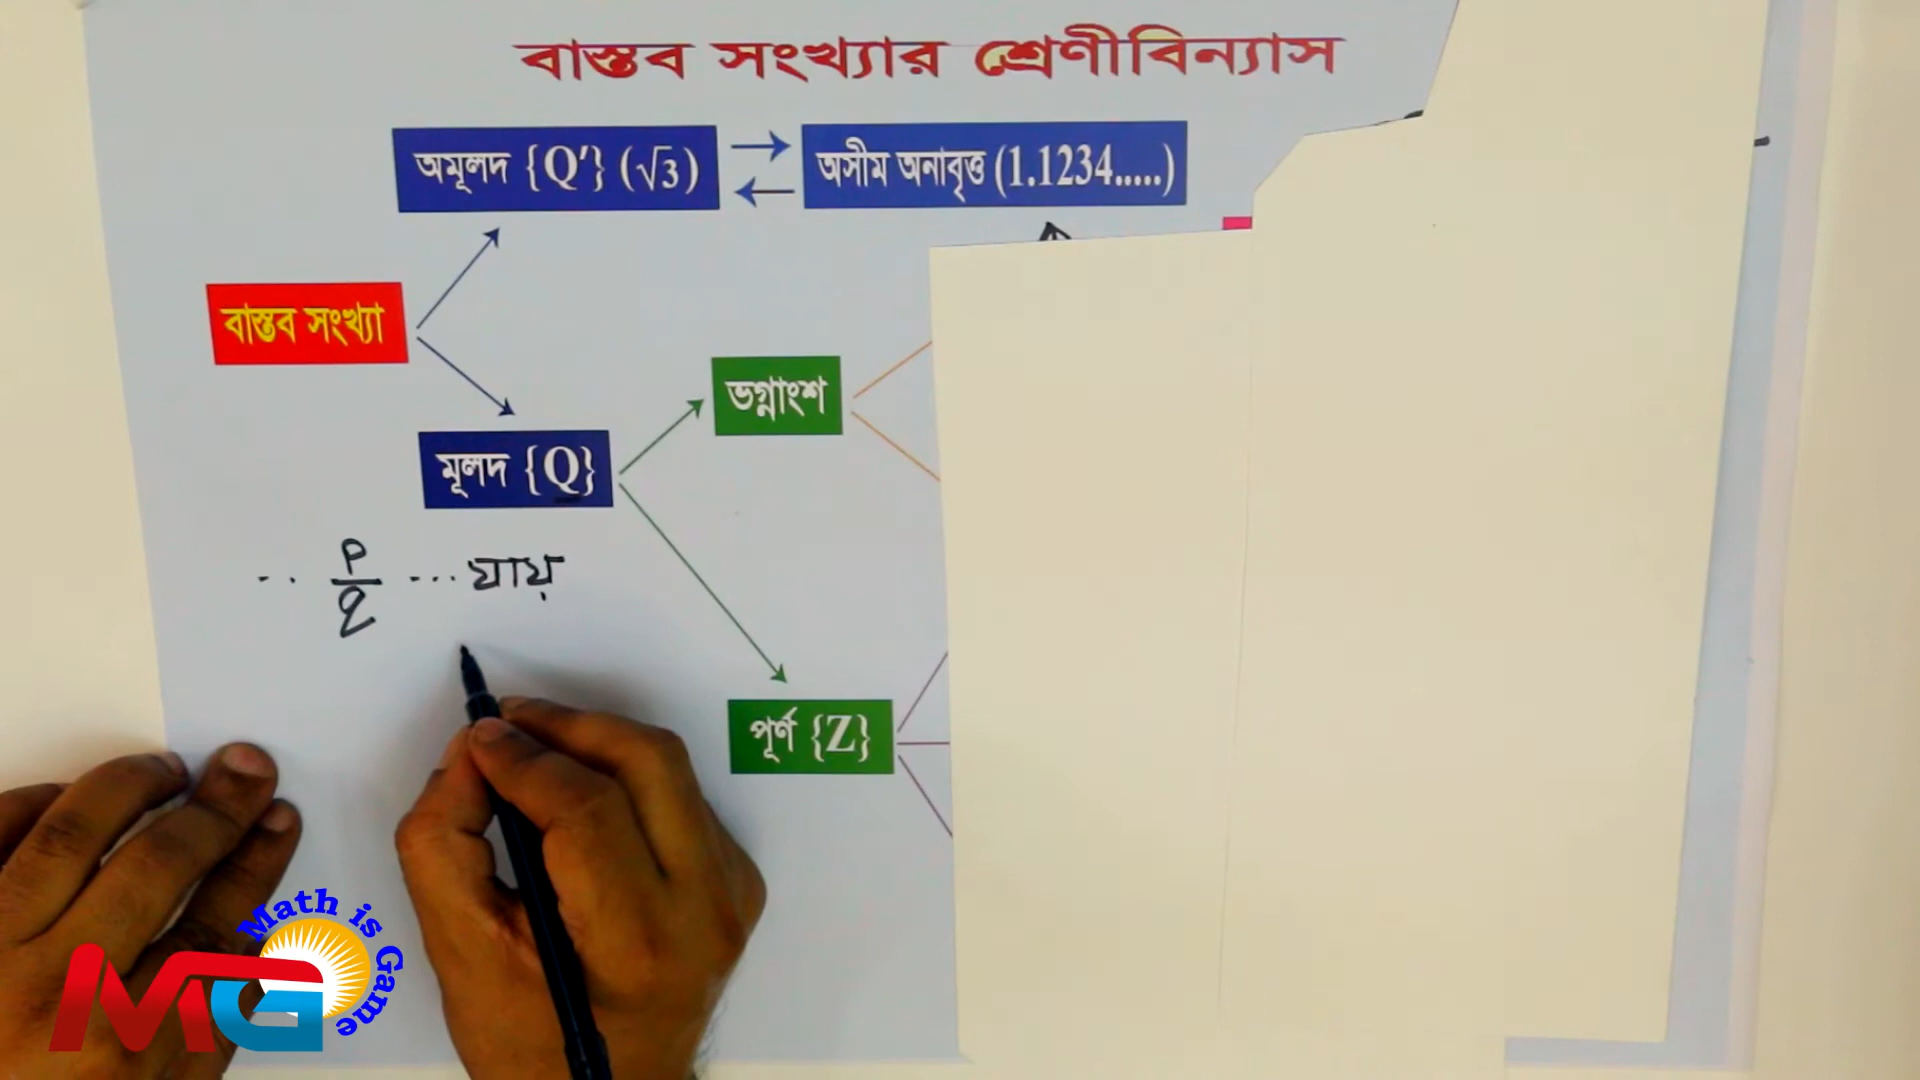 বাস্তব সংখ্যার শ্রেণীবিন্যাস
অমূলদ {Q′} (√3)
অসীম অনাবৃত্ত (1.1234.....)
বাস্তব সংখ্যা
ভগ্নাংশ
মূলদ {Q}
.. P/q ... যায়
পূর্ণ {Z}
Math is Game
MG